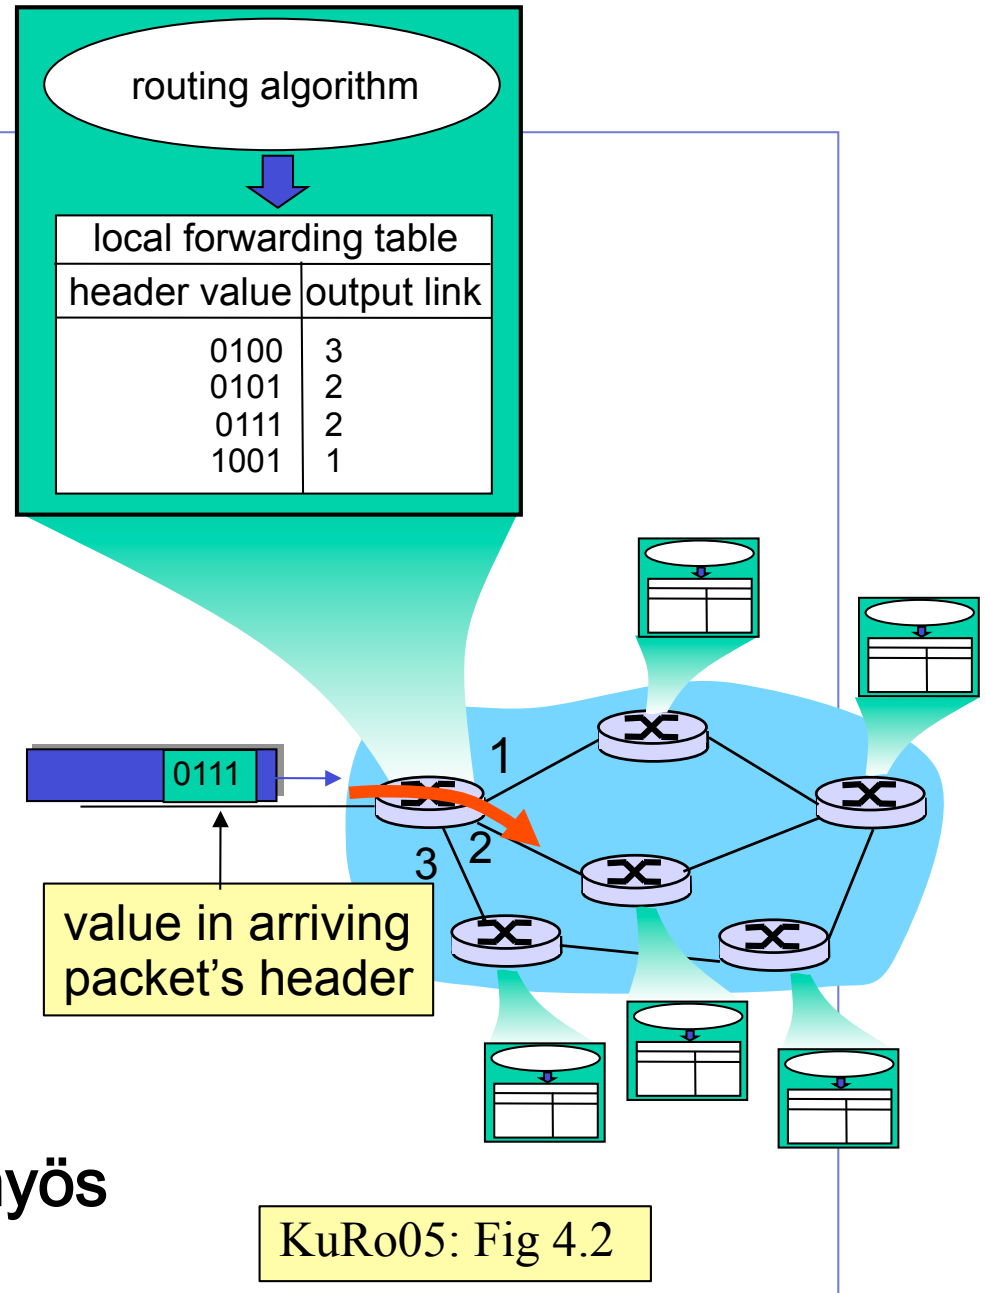 routing algorithm
local forwarding table
header value output link
0100 3
0101 2
0111 2
1001 1
0111
1
2
3
value in arriving
packet's header
yös
KuRo05: Fig 4.2